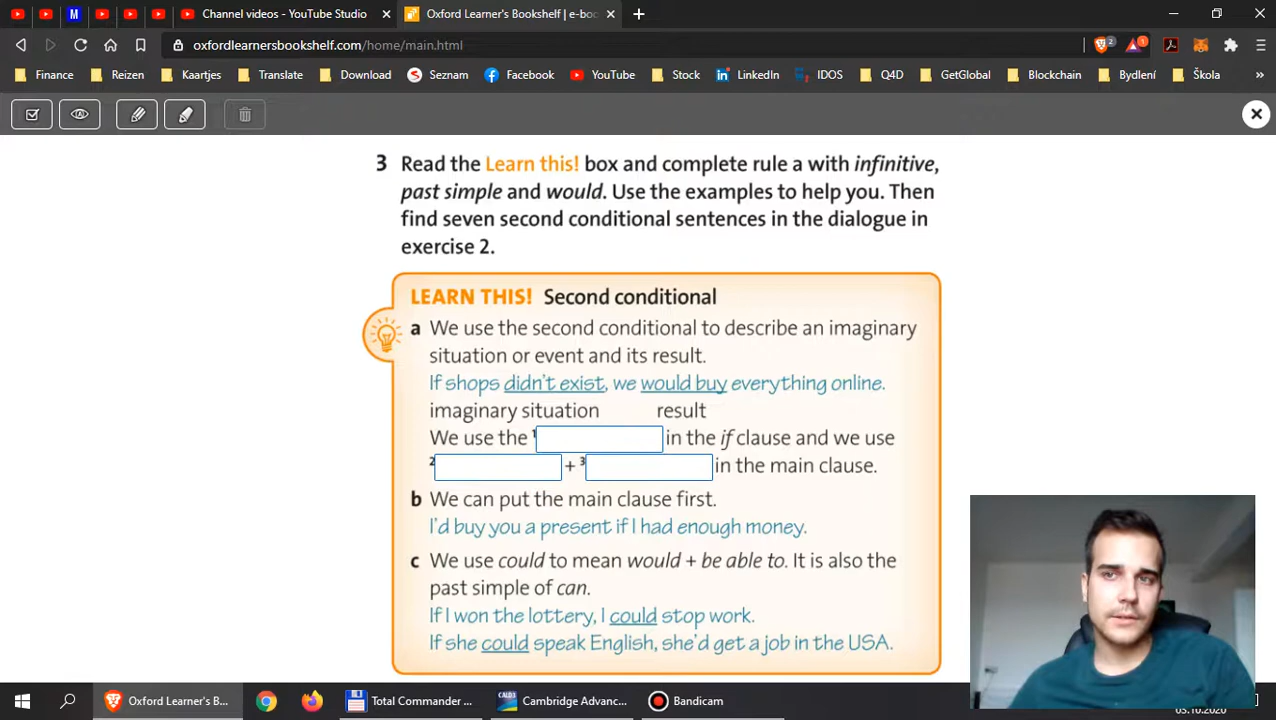 Channel videos - YouTube Studio
Oxford Learner's Bookshelf | e-boo
oxfordlearnersbookshelf.com/home/main.html
2
1
Finance
Reizen
Kaartjes
Translate
Download
Seznam
Facebook
YouTube
Stock
LinkedIn
IDOS
Q4D
GetGlobal
Blockchain
Bydlení
Škola
»
3 Read the Learn this! box and complete rule a with infinitive,
past simple and would. Use the examples to help you. Then
find seven second conditional sentences in the dialogue in
exercise 2.
LEARN THIS! Second conditional
a We use the second conditional to describe an imaginary
situation or event and its result.
If shops didn't exist, we would buy everything online.
imaginary situation result
We use the 1 in the if clause and we use
2 + 3 in the main clause.
b We can put the main clause first.
I'd buy you a present if I had enough money.
c We use could to mean would + be able to. It is also the
past simple of can.
If I won the lottery, I could stop work.
If she could speak English, she'd get a job in the USA.
Oxford Learner's B...
Total Commander ...
Cambridge Advanc...
Bandicam
03.10.2020